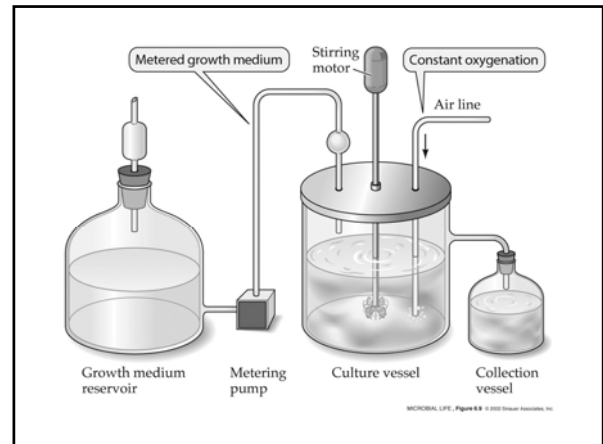 Metered growth medium
Stirring
motor
Constant oxygenation
Air line
Growth medium
reservoir
Metering
pump
Culture vessel
Collection
vessel
MICROBIAL LIFE, Figure 6.9 © 2002 Sinauer Associates, Inc.